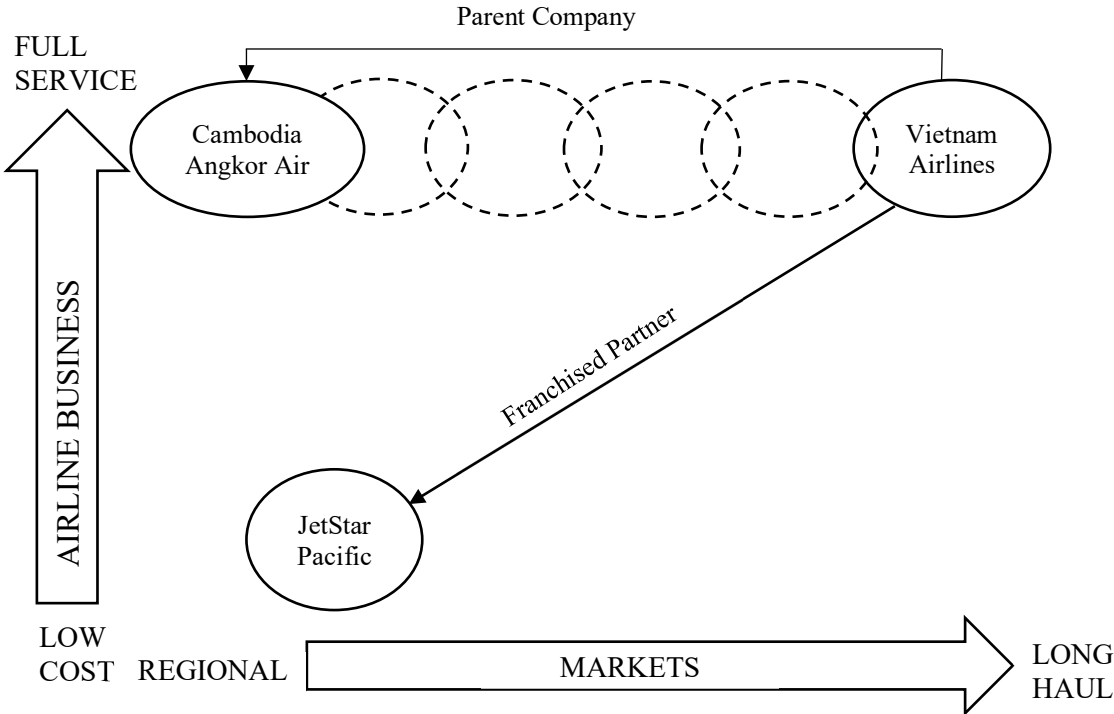 Parent Company
FULL
SERVICE
Cambodia
Angkor Air
Vietnam
Airlines
AIRLINE BUSINESS
Franchised Partner
JetStar
Pacific
LOW
COST
REGIONAL
MARKETS
LONG
HAUL